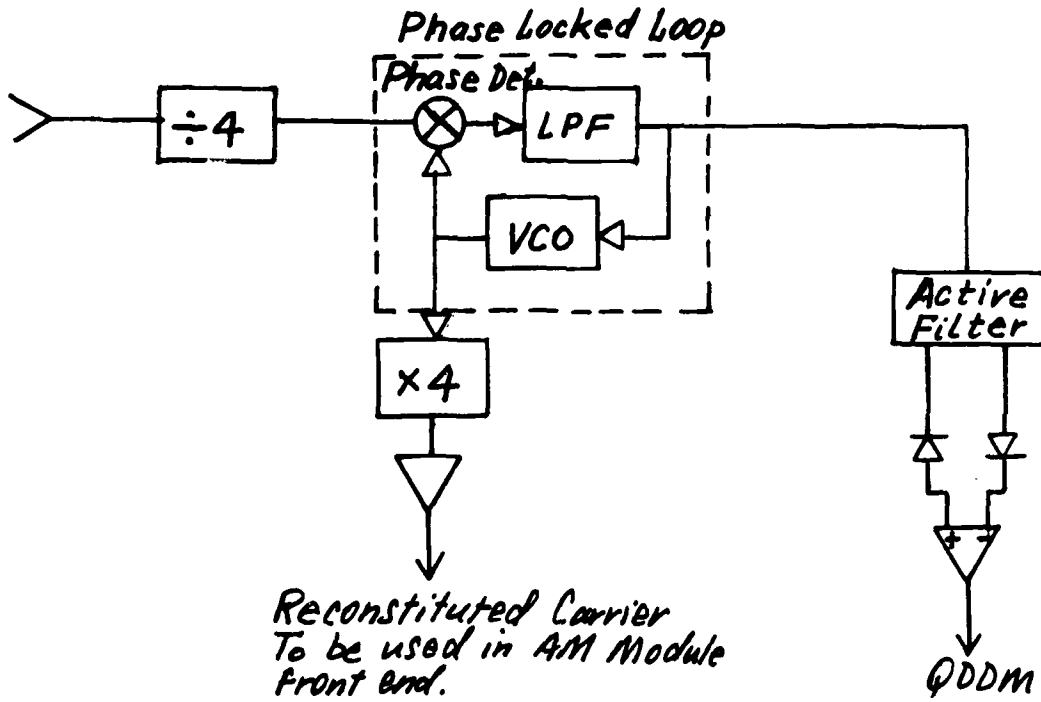 Phase Locked Loop
Phase Det.
÷4
LPF
VCO
×4
Active
Filter
+ -
Reconstituted Carrier
To be used in AM Module
front end.
QDDM